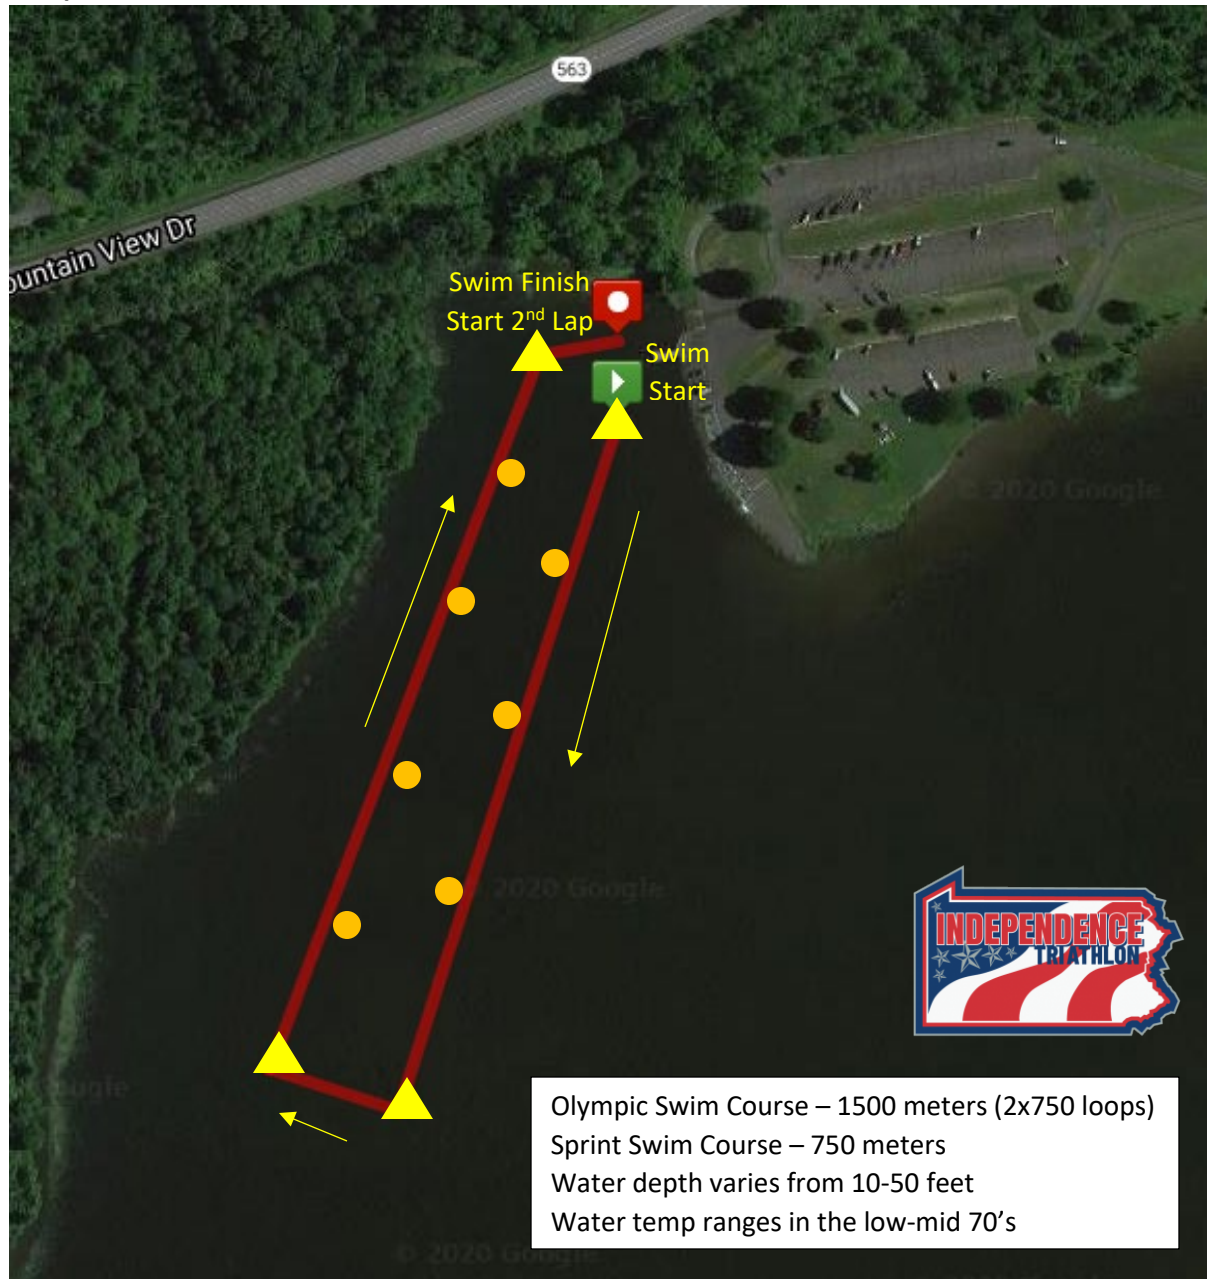 563
ountain View Dr
Swim Finish
Start 2nd Lap
Swim
Start
© 2020 Google
© 2020 Google
Google
INDEPENDENCE
TRIATHLON
Olympic Swim Course – 1500 meters (2x750 loops)
Sprint Swim Course – 750 meters
Water depth varies from 10-50 feet
Water temp ranges in the low-mid 70’s
© 2020 Google